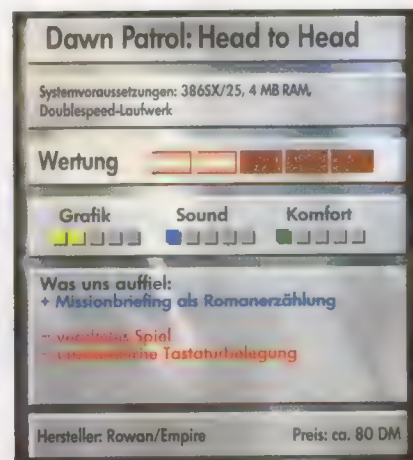 Dawn Patrol: Head to Head
Systemvoraussetzungen: 386SX/25, 4 MB RAM,
Doublespeed-Laufwerk
Wertung
Grafik Sound Komfort
Was uns auffiel:
+ Missionbriefing als Romanerzählung
- veraltetes Spiel
- Tastaturbelegung
Hersteller: Rowan/Empire Preis: ca. 80 DM